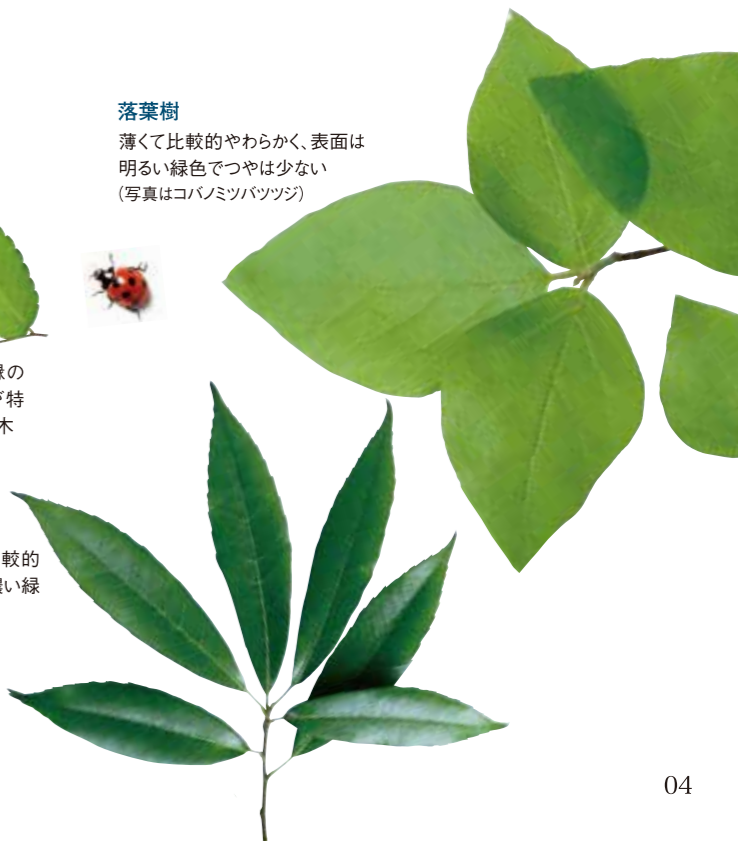 落葉樹
薄くて比較的やわらかく、表面は
明るい緑色でつやは少ない
(写真はコバノミツバツツジ)
縁の
ぎ特
木
較的
濃い緑
04